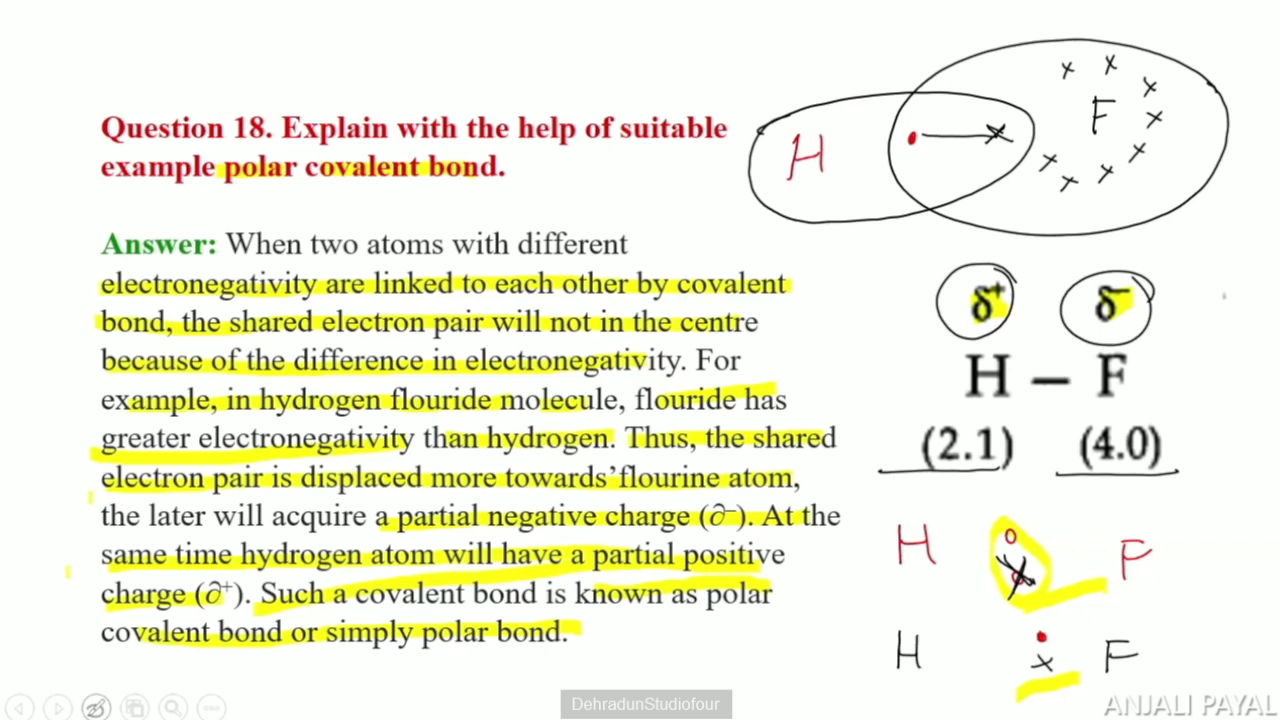 Question 18. Explain with the help of suitable
example polar covalent bond.
Answer: When two atoms with different
electronegativity are linked to each other by covalent
bond, the shared electron pair will not in the centre
because of the difference in electronegativity. For
example, in hydrogen flouride molecule, flouride has
greater electronegativity than hydrogen. Thus, the shared
electron pair is displaced more towards’flourine atom,
the later will acquire a partial negative charge (∂⁻). At the
same time hydrogen atom will have a partial positive
charge (∂⁺). Such a covalent bond is known as polar
covalent bond or simply polar bond.
H F
δ⁺ δ⁻
H – F
(2.1) (4.0)
H F
H F
DehradunStudiofour
ANJALI PAYAL